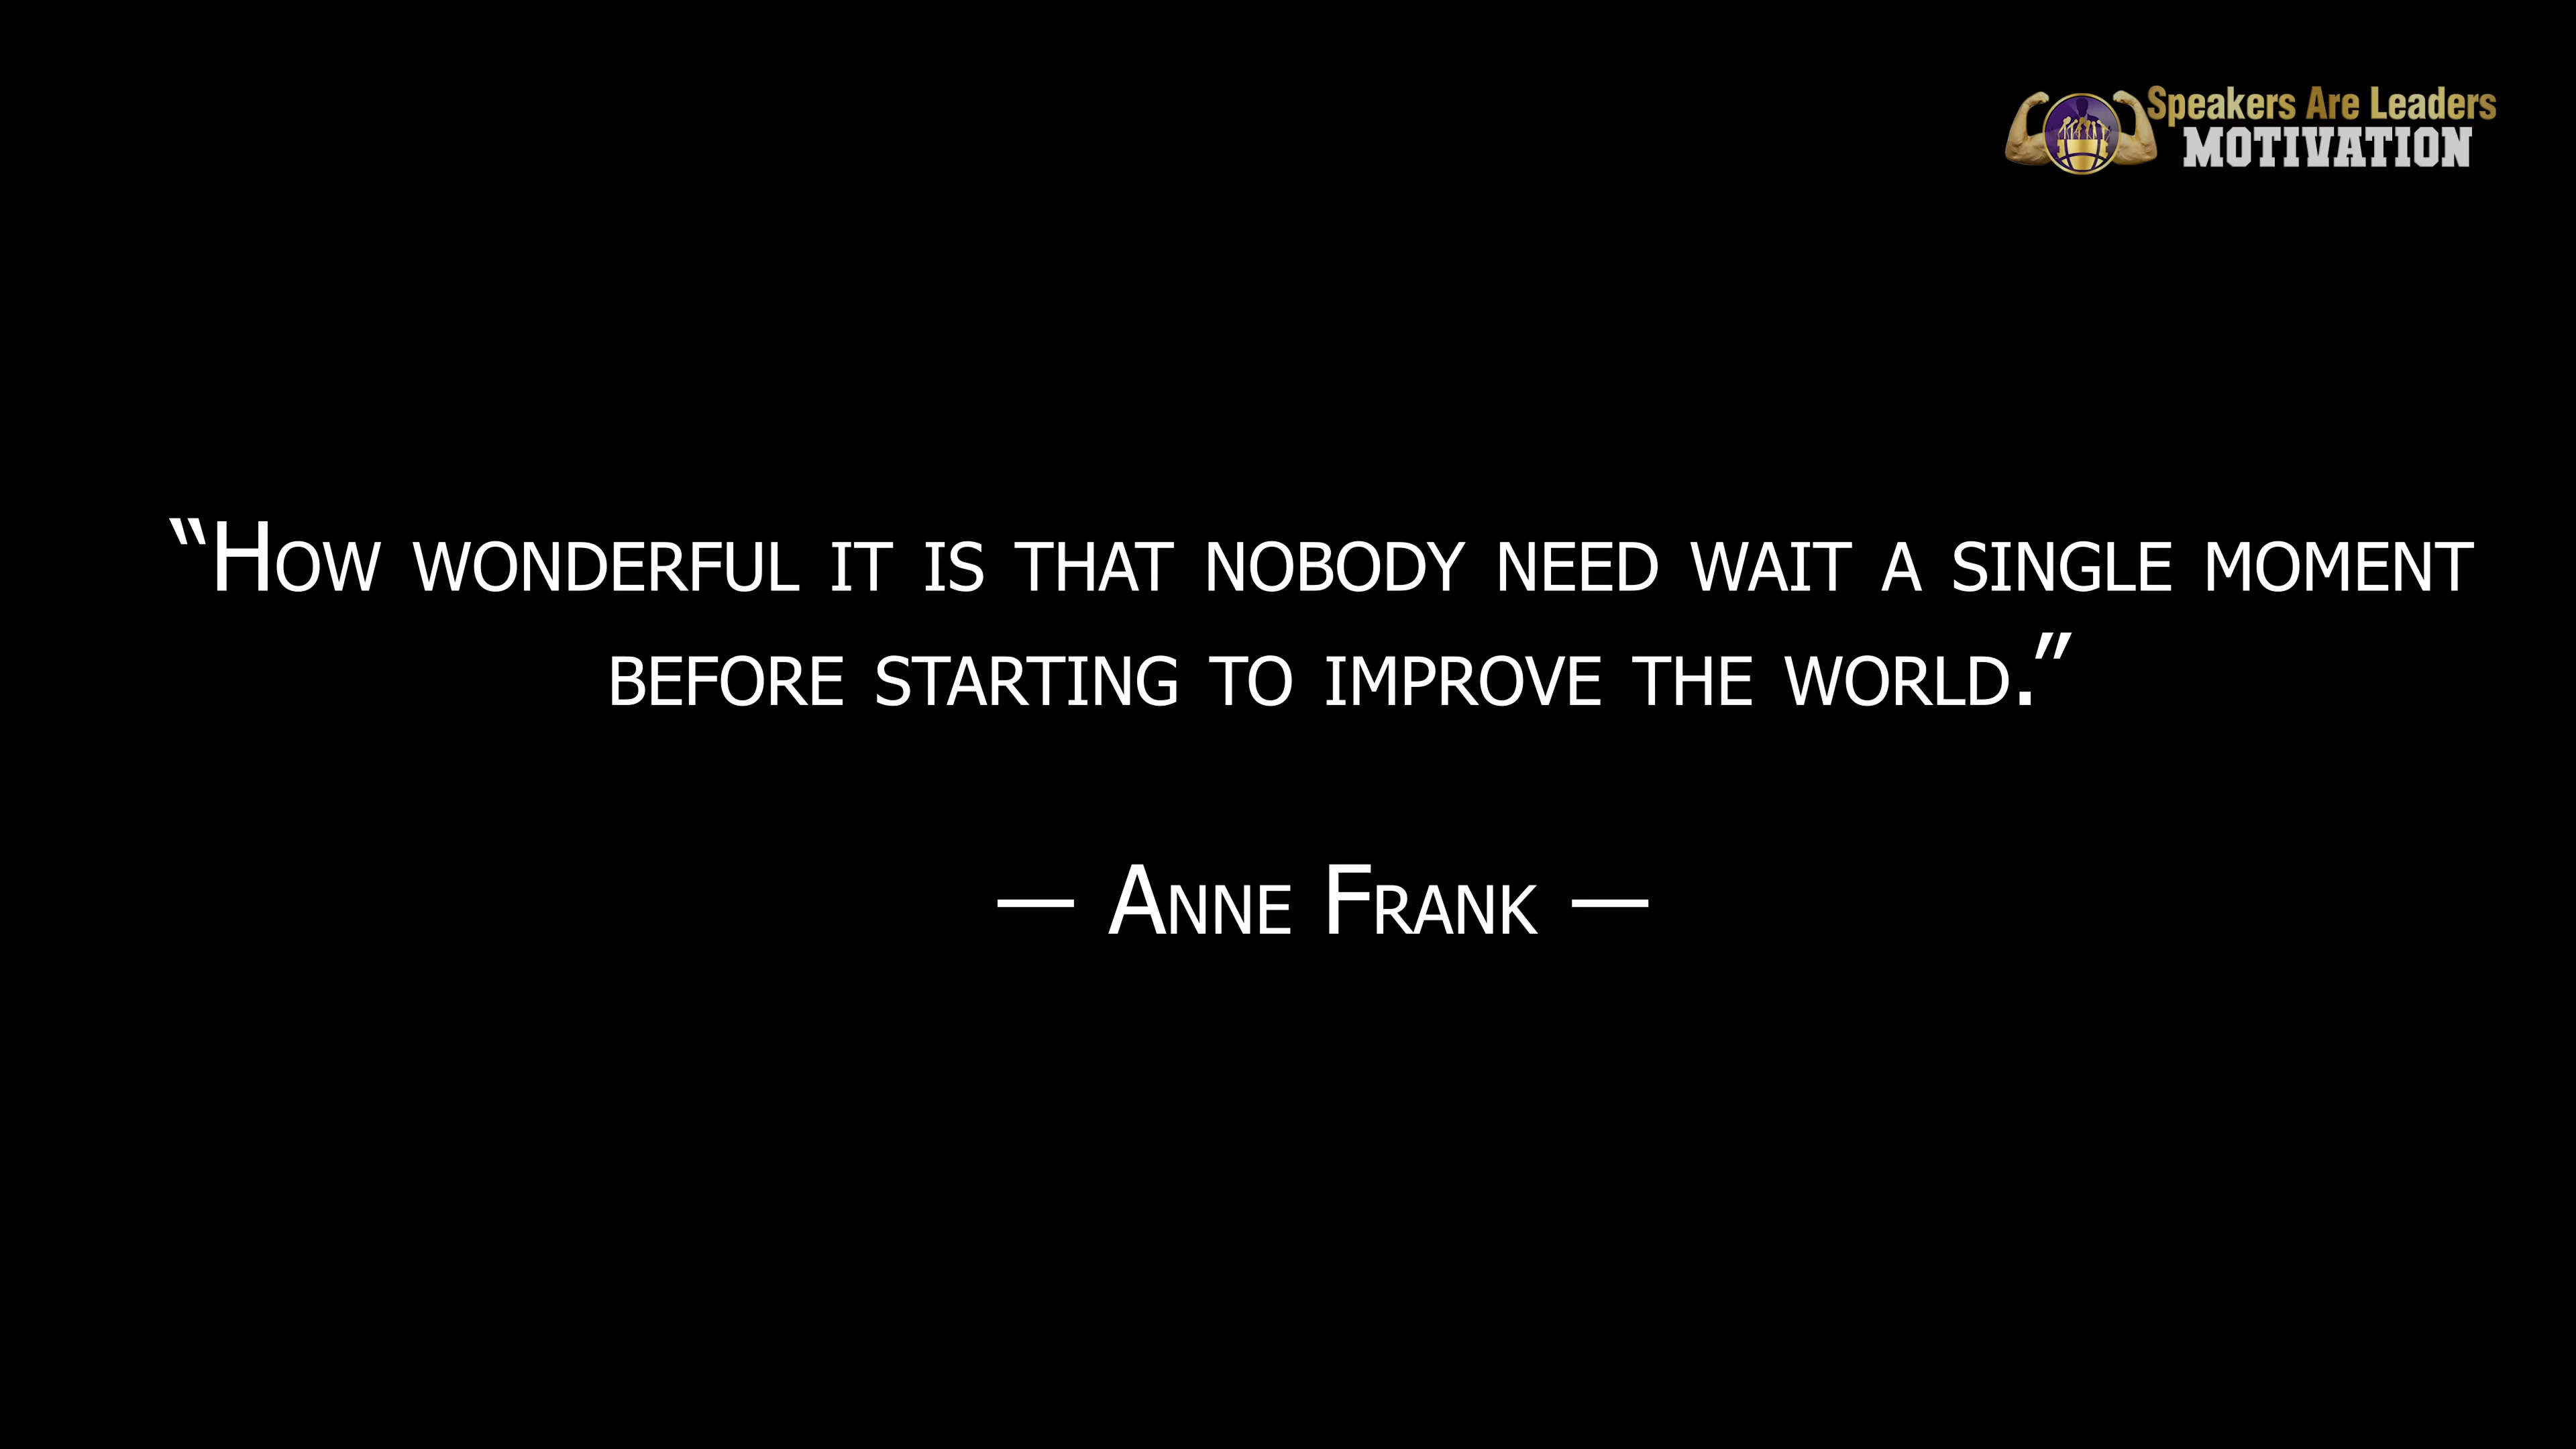 Speakers Are Leaders
MOTIVATION
“How wonderful it is that nobody need wait a single moment
before starting to improve the world.”
— Anne Frank —